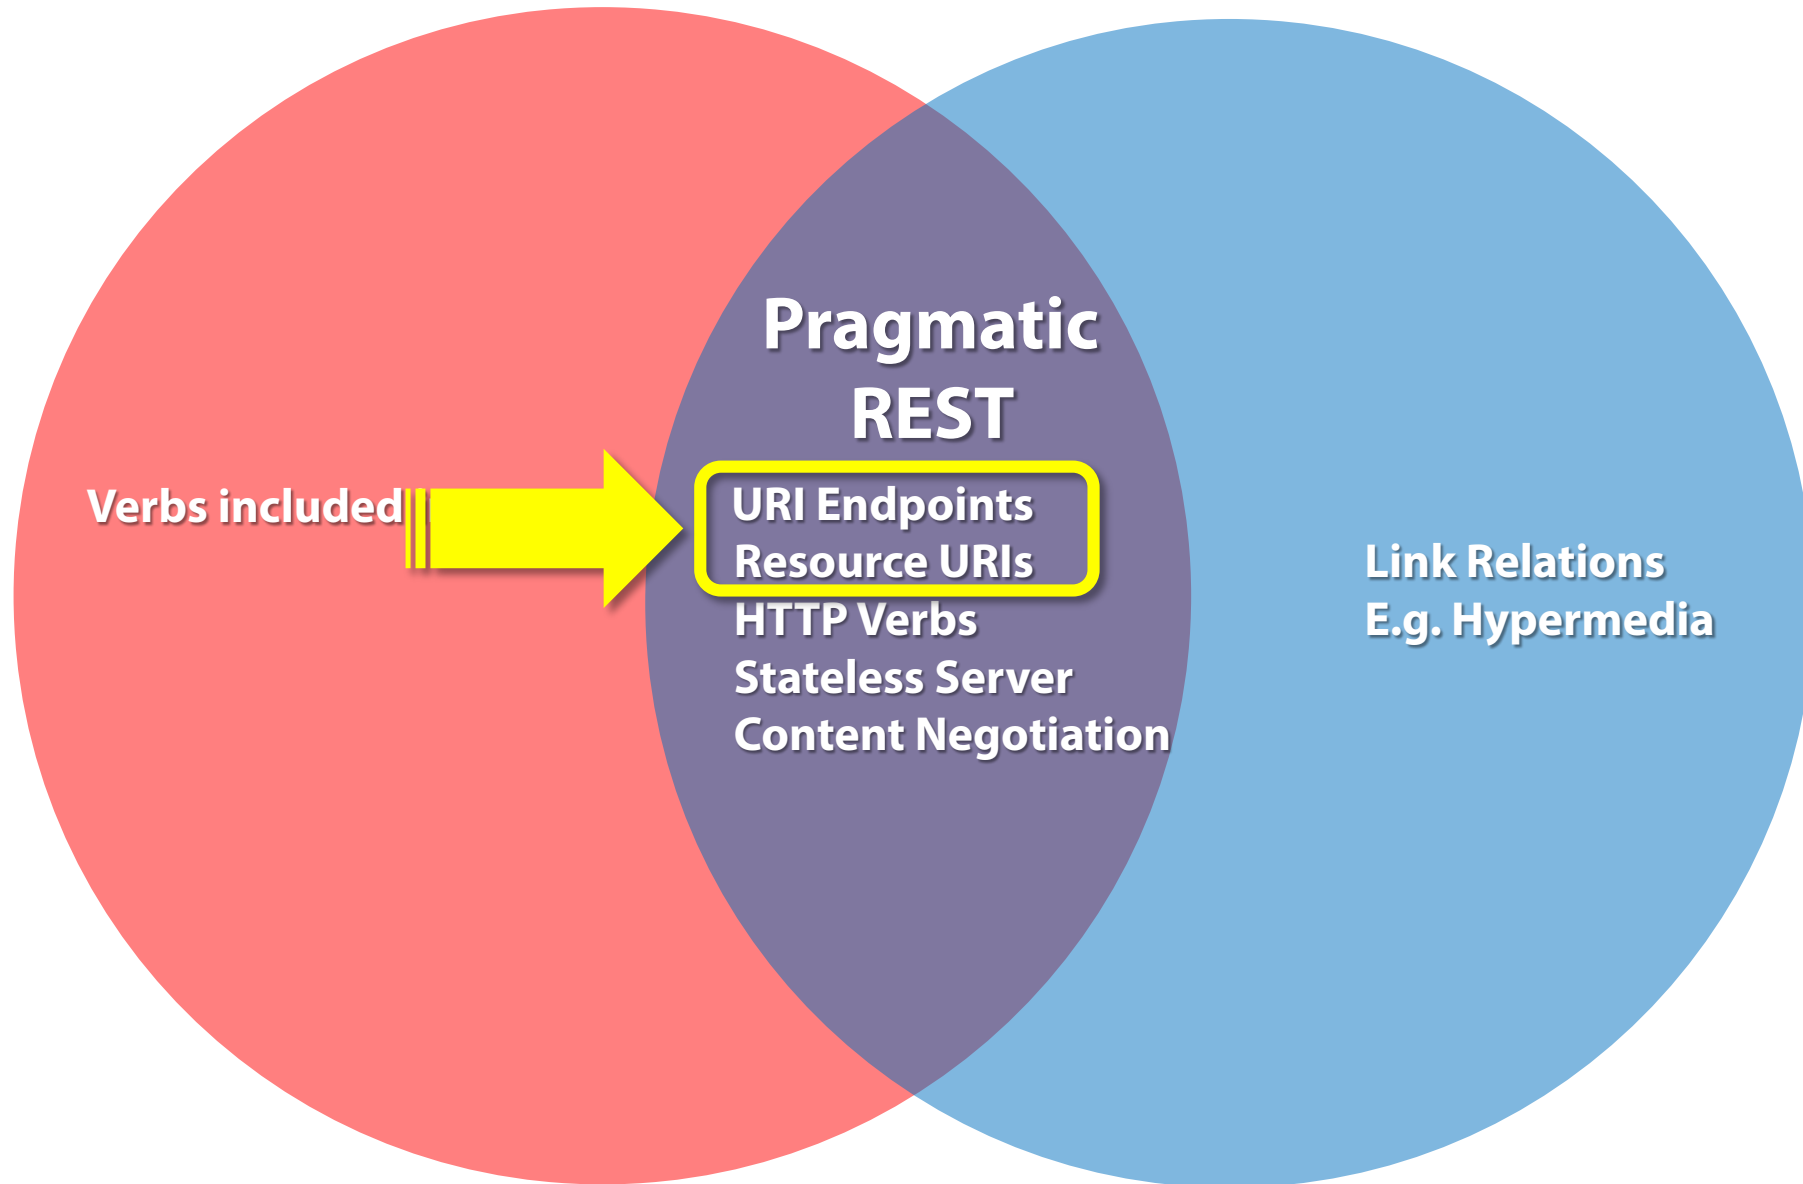 Pragmatic
REST
Verbs included
URI Endpoints
Resource URIs
HTTP Verbs
Stateless Server
Content Negotiation
Link Relations
E.g. Hypermedia